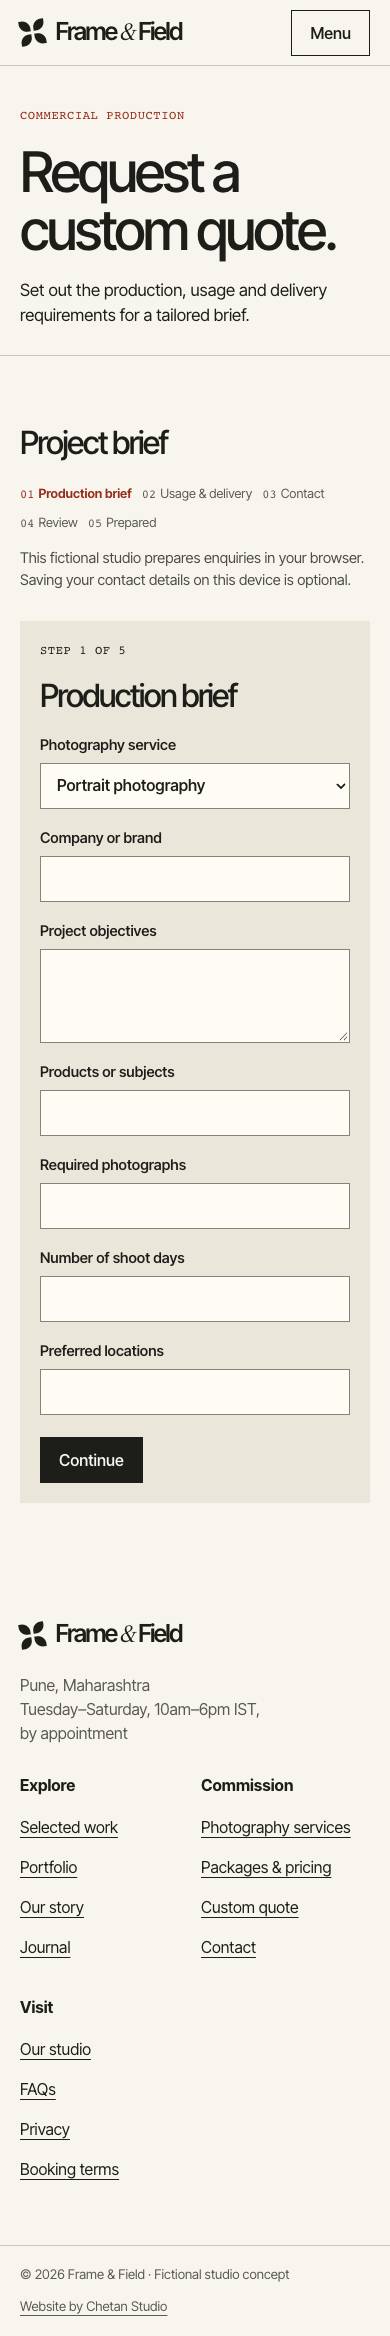 Frame & Field
Menu
COMMERCIAL PRODUCTION
Request a
custom quote.
Set out the production, usage and delivery
requirements for a tailored brief.
Project brief
01 Production brief 02 Usage & delivery 03 Contact
04 Review 05 Prepared
This fictional studio prepares enquiries in your browser.
Saving your contact details on this device is optional.
STEP 1 OF 5
Production brief
Photography service
Portrait photography
Company or brand
Project objectives
Products or subjects
Required photographs
Number of shoot days
Preferred locations
Continue
Frame & Field
Pune, Maharashtra
Tuesday–Saturday, 10am–6pm IST,
by appointment
Explore
Selected work
Portfolio
Our story
Journal
Commission
Photography services
Packages & pricing
Custom quote
Contact
Visit
Our studio
FAQs
Privacy
Booking terms
© 2026 Frame & Field · Fictional studio concept
Website by Chetan Studio